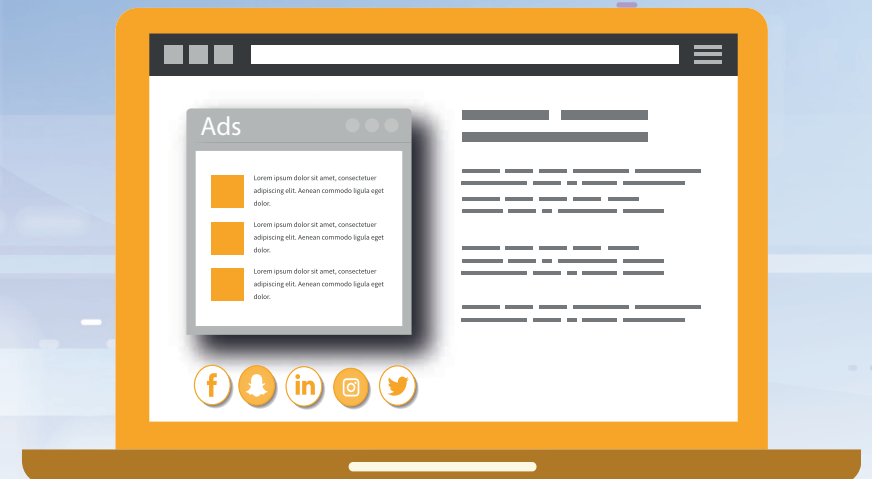 Ads
Lorem ipsum dolor sit amet, consectetuer
adipiscing elit. Aenean commodo ligula eget
dolor.
Lorem ipsum dolor sit amet, consectetuer
adipiscing elit. Aenean commodo ligula eget
dolor.
Lorem ipsum dolor sit amet, consectetuer
adipiscing elit. Aenean commodo ligula eget
dolor.